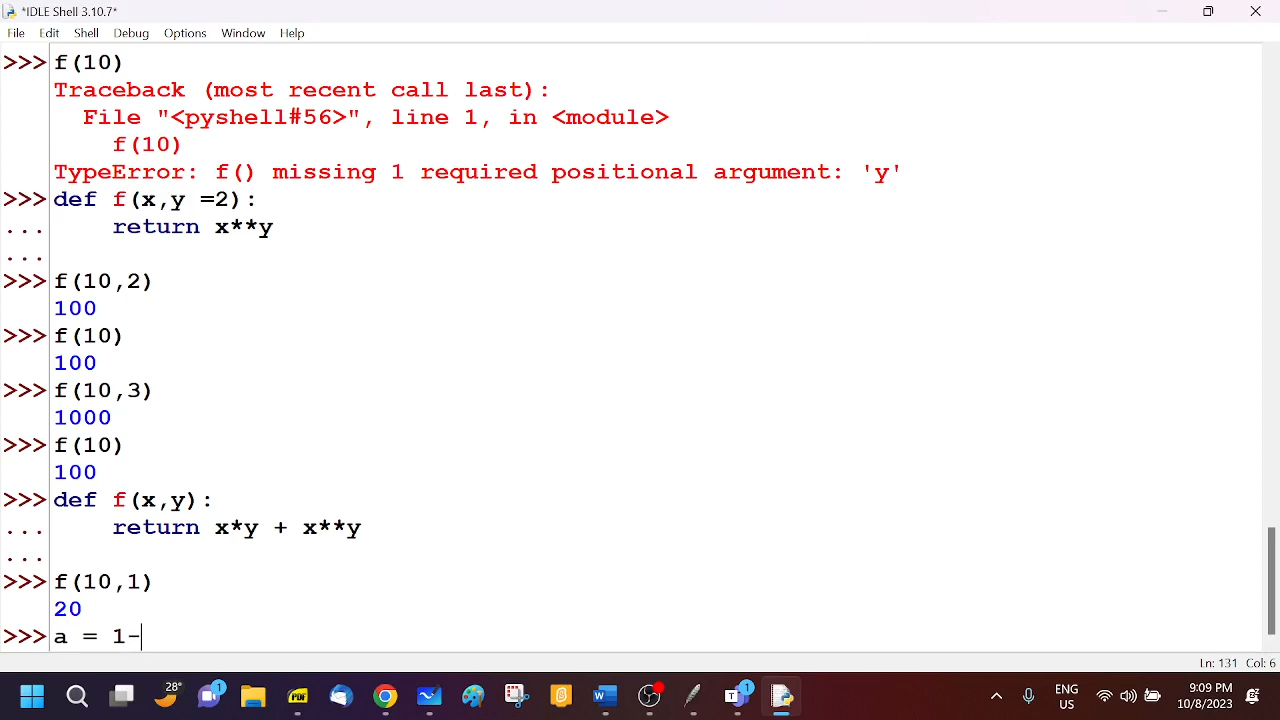 *IDLE Shell 3.10.7*
File Edit Shell Debug Options Window Help
>>> f(10)
Traceback (most recent call last):
  File "<pyshell#56>", line 1, in <module>
    f(10)
TypeError: f() missing 1 required positional argument: 'y'
>>> def f(x,y =2):
...     return x**y
...
>>> f(10,2)
100
>>> f(10)
100
>>> f(10,3)
1000
>>> f(10)
100
>>> def f(x,y):
...     return x*y + x**y
...
>>> f(10,1)
20
>>> a = 1-
Ln: 131 Col: 6
28°
1
PDF
W
1
ENG
US
9:09 PM
10/8/2023